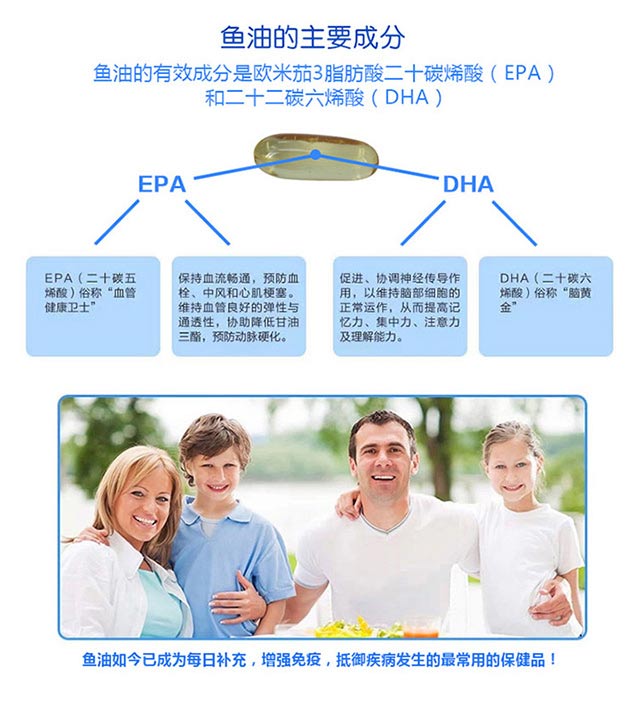 鱼油的主要成分
鱼油的有效成分是欧米茄3脂肪酸二十碳烯酸（EPA）
和二十二碳六烯酸（DHA）
EPA
DHA
EPA（二十碳五
烯酸）俗称“血管
健康卫士”
保持血流畅通，预防血
栓、中风和心肌梗塞。
维持血管良好的弹性与
通透性，协助降低甘油
三酯，预防动脉硬化。
促进、协调神经传导作
用，以维持脑部细胞的
正常运作，从而提高记
忆力、集中力、注意力
及理解能力。
DHA（二十碳六
烯酸）俗称“脑黄
金”
鱼油如今已成为每日补充，增强免疫，抵御疾病发生的最常用的保健品！